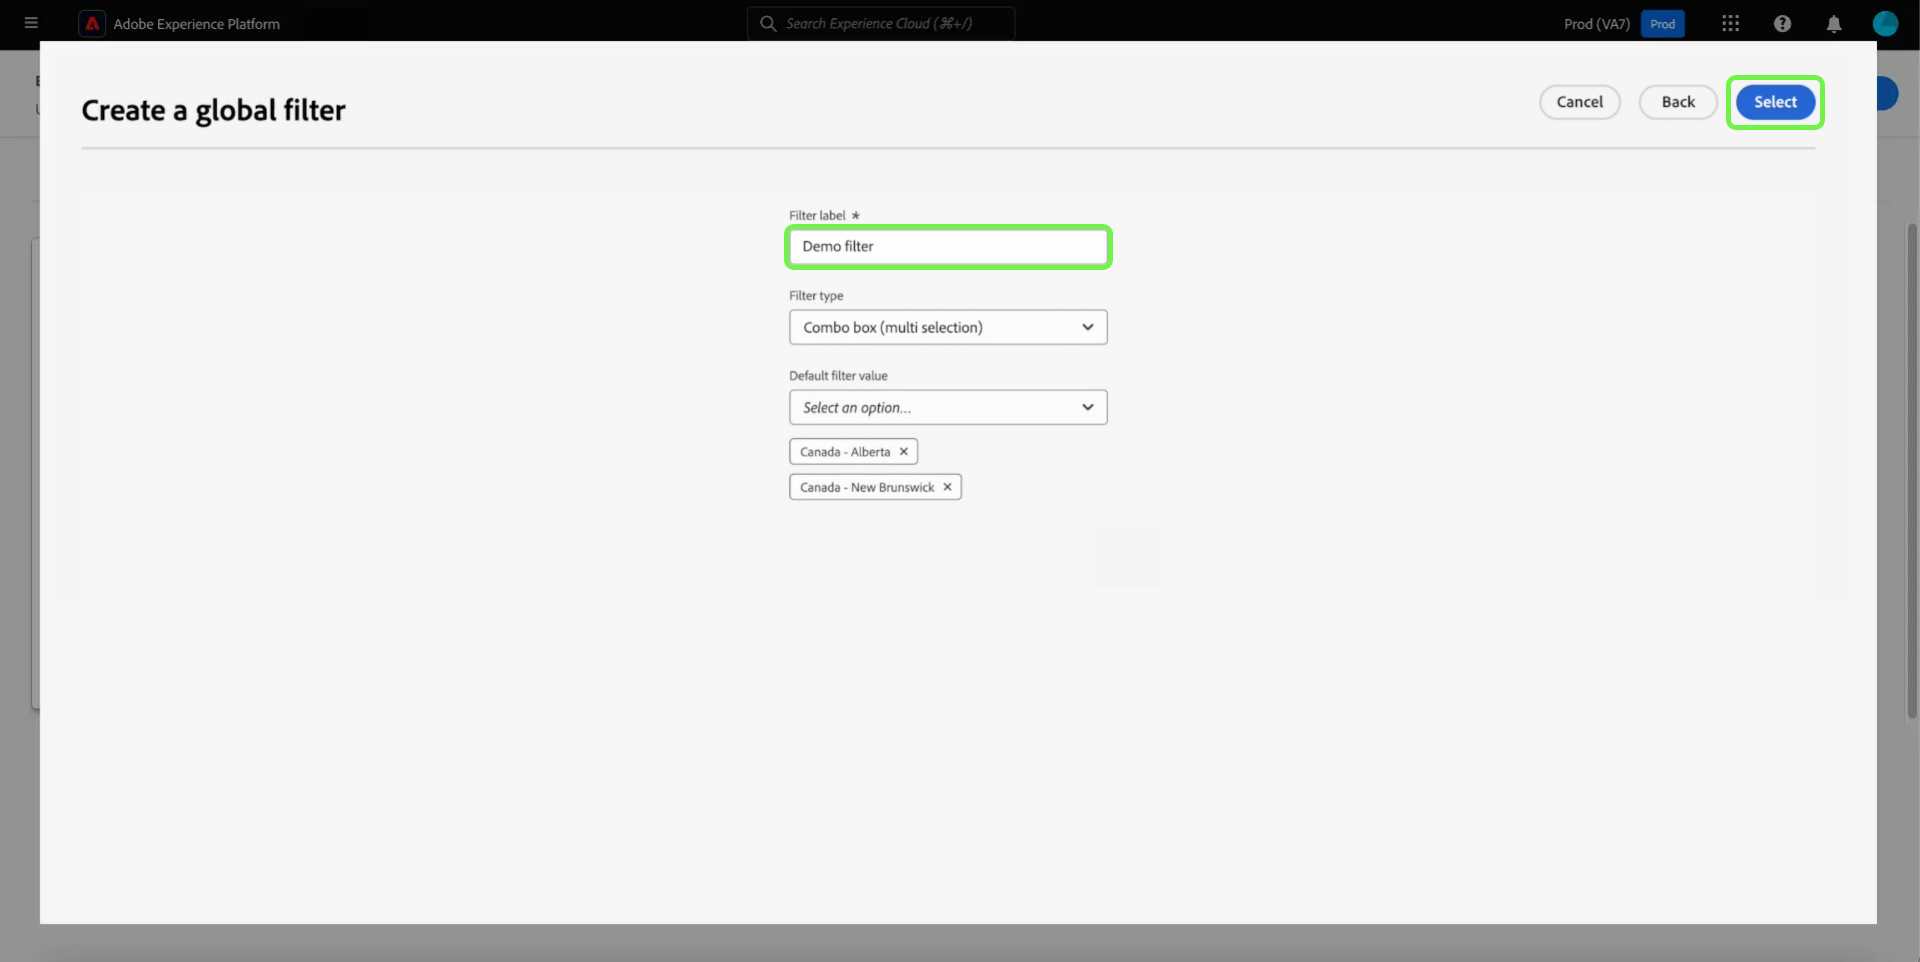 Adobe Experience Platform
Search Experience Cloud (⌘+/)
Prod (VA7)
Prod
Create a global filter
Cancel
Back
Select
Filter label *
Demo filter
Filter type
Combo box (multi selection)
Default filter value
Select an option...
Canada - Alberta ×
Canada - New Brunswick ×